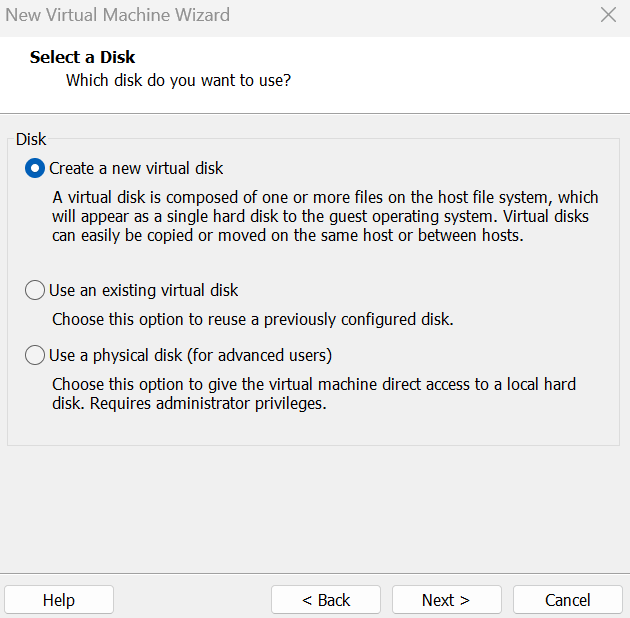 New Virtual Machine Wizard
Select a Disk
Which disk do you want to use?
Disk
Create a new virtual disk
A virtual disk is composed of one or more files on the host file system, which
will appear as a single hard disk to the guest operating system. Virtual disks
can easily be copied or moved on the same host or between hosts.
Use an existing virtual disk
Choose this option to reuse a previously configured disk.
Use a physical disk (for advanced users)
Choose this option to give the virtual machine direct access to a local hard
disk. Requires administrator privileges.
Help
< Back
Next >
Cancel